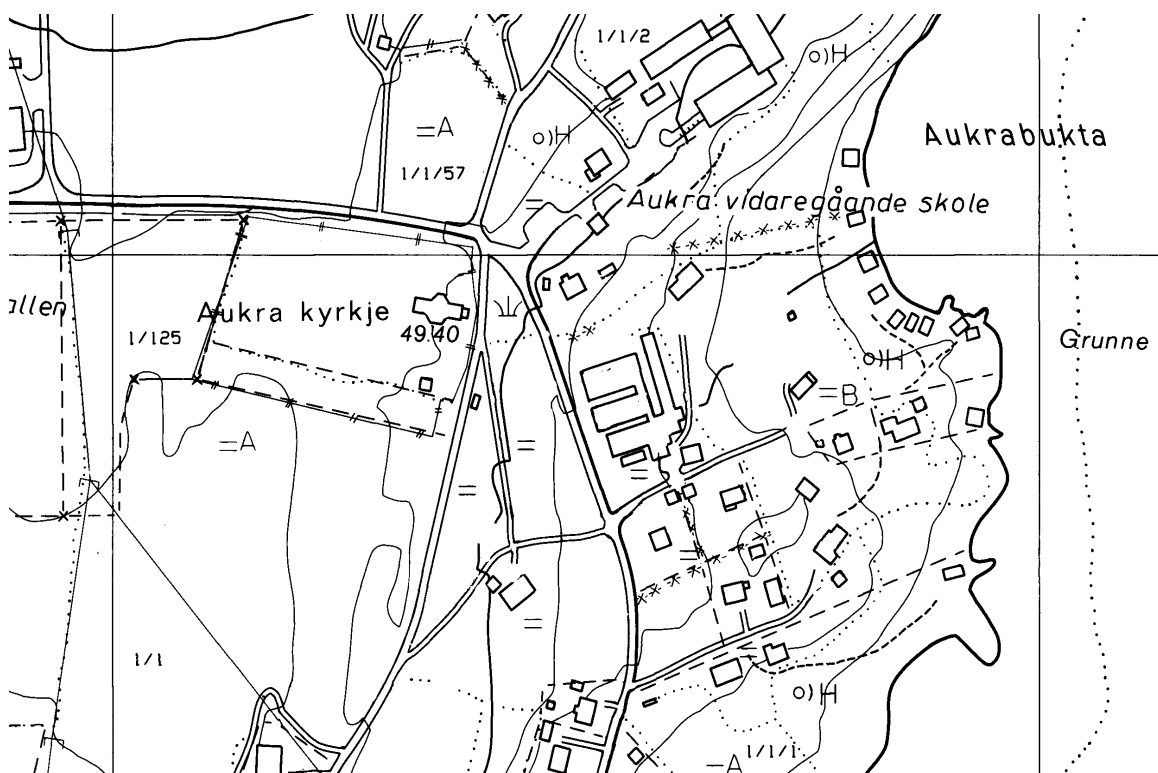 1/1/2
H
Aukrabukta
=A
H
1/1/57
=
Aukra vidaregåande skole
allen
Aukra kyrkje
49.40
1/125
Grunne
H
=B
=A
=
=
=
=
=
1/1
H
=A
1/1/1